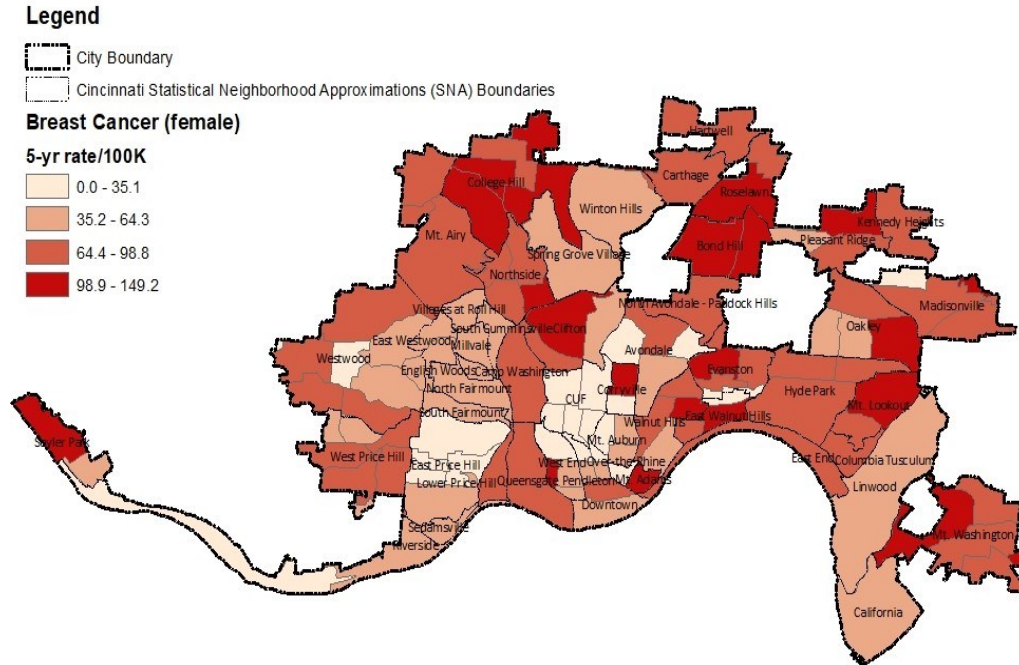 Legend
City Boundary
Cincinnati Statistical Neighborhood Approximations (SNA) Boundaries
Breast Cancer (female)
5-yr rate/100K
0.0 - 35.1
35.2 - 64.3
64.4 - 98.8
98.9 - 149.2
Hartwell
Carthage
College Hill
Roselawn
Winton Hills
Kennedy Heights
Mt. Airy
Bond Hill
Pleasant Ridge
Spring Grove Village
Northside
North Avondale - Paddock Hills
Madisonville
Villages at Roll Hill
South Cumminsville
Clifton
Oakley
East Westwood
Millvale
Avondale
Westwood
English Woods
Camp Washington
Evanston
North Fairmount
CUF
Corryville
Hyde Park
South Fairmount
Walnut Hills
East Walnut Hills
Mt. Lookout
Sayler Park
Mt. Auburn
West Price Hill
East Price Hill
West End
Over-the-Rhine
East End
Columbia Tusculum
Lower Price Hill
Queensgate
Pendleton
Mt. Adams
Linwood
Downtown
Sedamsville
Riverside
Mt. Washington
California